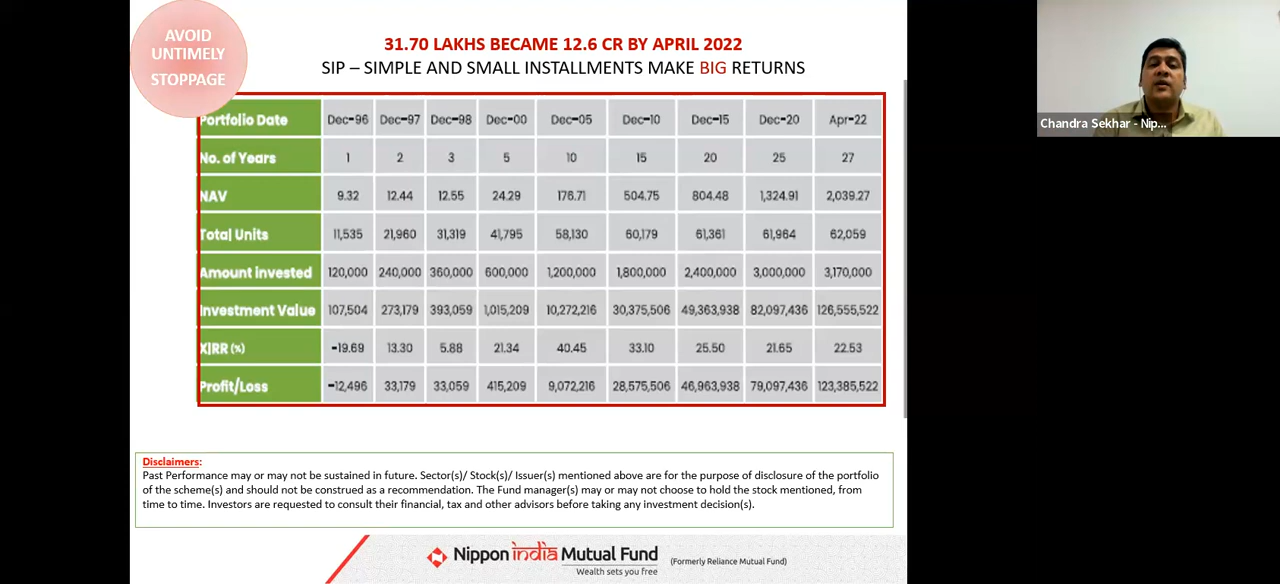 AVOID
UNTIMELY
STOPPAGE
31.70 LAKHS BECAME 12.6 CR BY APRIL 2022
SIP – SIMPLE AND SMALL INSTALLMENTS MAKE BIG RETURNS
Portfolio Date Dec-96 Dec-97 Dec-98 Dec-00 Dec-05 Dec-10 Dec-15 Dec-20 Apr-22
No. of Years 1 2 3 5 10 15 20 25 27
NAV 9.32 12.44 12.55 24.29 176.71 504.75 804.48 1,324.91 2,039.27
Total Units 11,535 21,960 31,319 41,795 58,130 60,179 61,361 61,964 62,059
Amount invested 120,000 240,000 360,000 600,000 1,200,000 1,800,000 2,400,000 3,000,000 3,170,000
Investment Value 107,504 273,179 393,059 1,015,209 10,272,216 30,375,506 49,363,938 82,097,436 126,555,522
XIRR (%) -19.69 13.30 5.88 21.34 40.45 33.10 25.50 21.65 22.53
Profit/Loss -12,496 33,179 33,059 415,209 9,072,216 28,575,506 46,963,938 79,097,436 123,385,522
Disclaimers:
Past Performance may or may not be sustained in future. Sector(s)/ Stock(s)/ Issuer(s) mentioned above are for the purpose of disclosure of the portfolio
of the scheme(s) and should not be construed as a recommendation. The Fund manager(s) may or may not choose to hold the stock mentioned, from
time to time. Investors are requested to consult their financial, tax and other advisors before taking any investment decision(s).
Nippon india Mutual Fund (Formerly Reliance Mutual Fund)
Wealth sets you free
Chandra Sekhar - Nip...